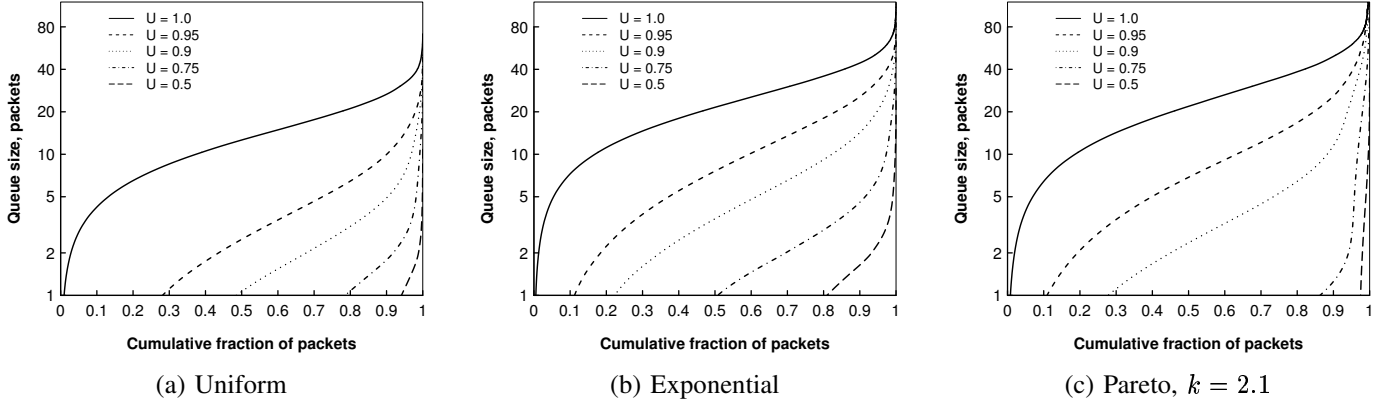 Queue size, packets
80
40
20
10
5
2
1
U = 1.0
U = 0.95
U = 0.9
U = 0.75
U = 0.5
0 0.1 0.2 0.3 0.4 0.5 0.6 0.7 0.8 0.9 1
Cumulative fraction of packets
(a) Uniform
Queue size, packets
80
40
20
10
5
2
1
U = 1.0
U = 0.95
U = 0.9
U = 0.75
U = 0.5
0 0.1 0.2 0.3 0.4 0.5 0.6 0.7 0.8 0.9 1
Cumulative fraction of packets
(b) Exponential
Queue size, packets
80
40
20
10
5
2
1
U = 1.0
U = 0.95
U = 0.9
U = 0.75
U = 0.5
0 0.1 0.2 0.3 0.4 0.5 0.6 0.7 0.8 0.9 1
Cumulative fraction of packets
(c) Pareto, k = 2.1